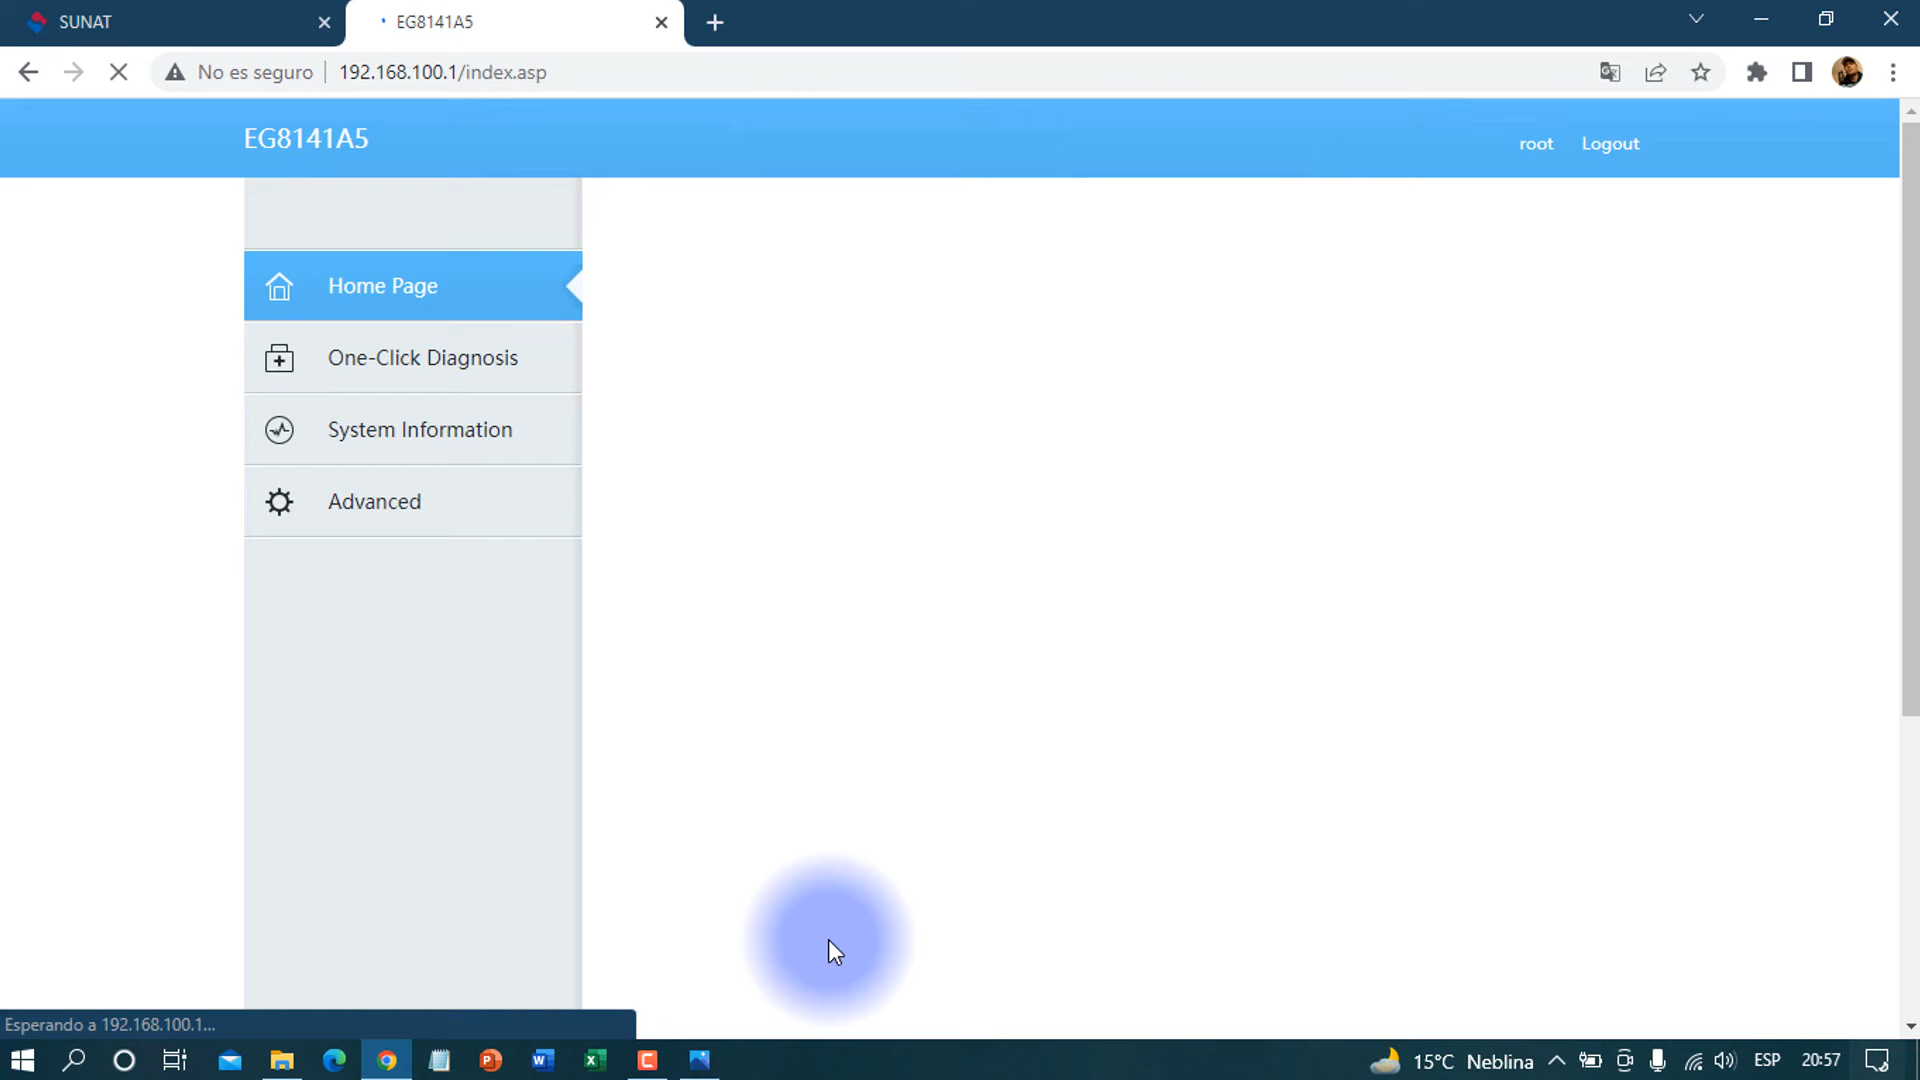 SUNAT
EG8141A5
No es seguro
192.168.100.1/index.asp
EG8141A5
root
Logout
Home Page
One-Click Diagnosis
System Information
Advanced
Esperando a 192.168.100.1...
15°C Neblina
ESP
20:57